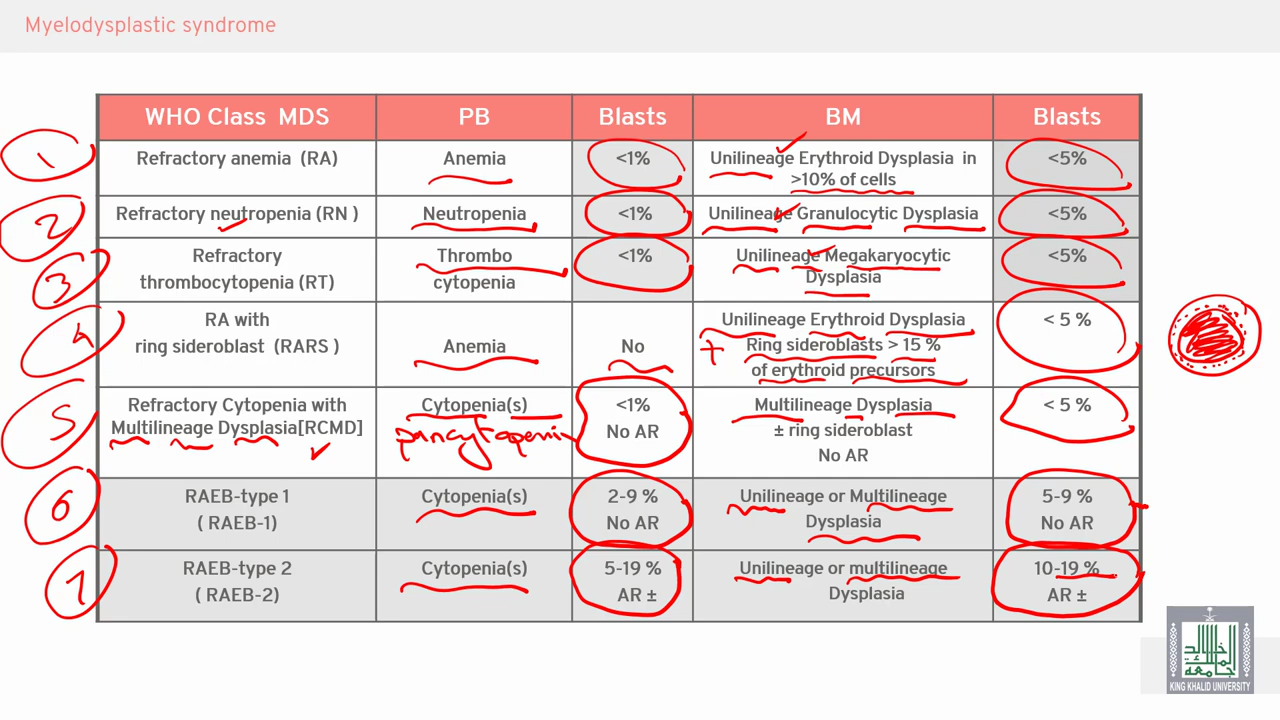 Myelodysplastic syndrome
WHO Class MDS
PB
Blasts
BM
Blasts
1
Refractory anemia (RA)
Anemia
<1%
Unilineage Erythroid Dysplasia in
>10% of cells
<5%
2
Refractory neutropenia (RN )
Neutropenia
<1%
Unilineage Granulocytic Dysplasia
<5%
3
Refractory
thrombocytopenia (RT)
Thrombo
cytopenia
<1%
Unilineage Megakaryocytic
Dysplasia
<5%
4
RA with
ring sideroblast (RARS )
Anemia
No
Unilineage Erythroid Dysplasia
+ Ring sideroblasts > 15 %
of erythroid precursors
< 5 %
5
Refractory Cytopenia with
Multilineage Dysplasia[RCMD]
Cytopenia(s)
pancytopenia
<1%
No AR
Multilineage Dysplasia
± ring sideroblast
No AR
< 5 %
6
RAEB-type 1
( RAEB-1)
Cytopenia(s)
2-9 %
No AR
Unilineage or Multilineage
Dysplasia
5-9 %
No AR
7
RAEB-type 2
( RAEB-2)
Cytopenia(s)
5-19 %
AR ±
Unilineage or multilineage
Dysplasia
10-19 %
AR ±
جامعة الملك خالد
KING KHALID UNIVERSITY